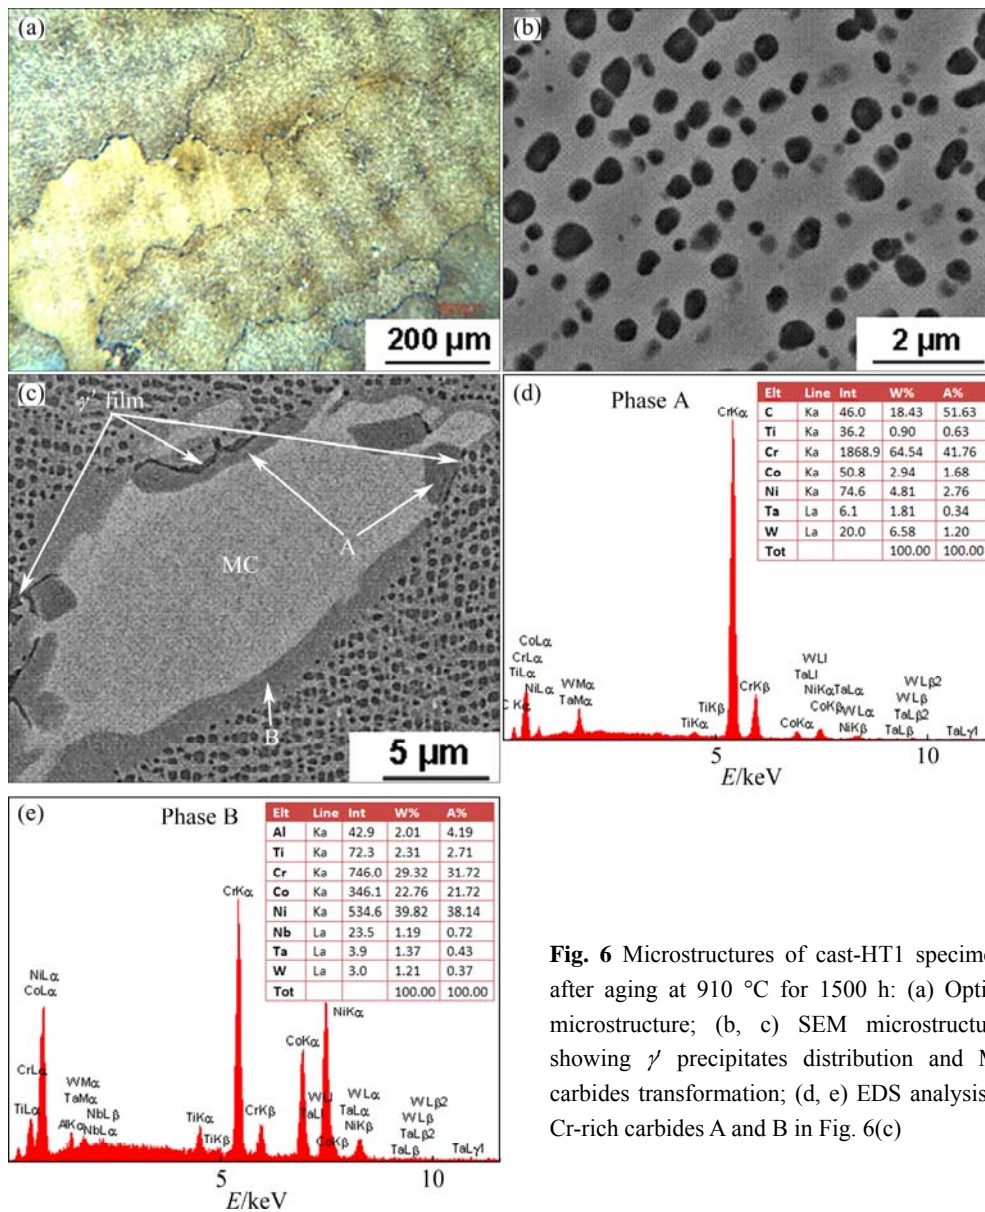 (a)
200 μm
(b)
2 μm
(c)
γ′ film
A
MC
B
5 μm
(d)
Phase A
Elt Line Int W% A%
C Ka 46.0 18.43 51.63
Ti Ka 36.2 0.90 0.63
Cr Ka 1868.9 64.54 41.76
Co Ka 50.8 2.94 1.68
Ni Ka 74.6 4.81 2.76
Ta La 6.1 1.81 0.34
W La 20.0 6.58 1.20
Tot 100.00 100.00
CrKα
CoLα
CrLα
TiLα
NiLα
C Kα
WMα
TaMα
TiKα
TiKβ
CrKβ
CoKα
WLl
TaLl
NiKα TaLα
CoKβ WLα
NiKβ
WLβ2
WLβ
TaLβ2
TaLβ
TaLγ1
5 10
E/keV
(e)
Phase B
Elt Line Int W% A%
Al Ka 42.9 2.01 4.19
Ti Ka 72.3 2.31 2.71
Cr Ka 746.0 29.32 31.72
Co Ka 346.1 22.76 21.72
Ni Ka 534.6 39.82 38.14
Nb La 23.5 1.19 0.72
Ta La 3.9 1.37 0.43
W La 3.0 1.21 0.37
Tot 100.00 100.00
CrKα
NiLα
CoLα
CrLα
TiLα
WMα
TaMα
AlKα
NbLβ
NbLα
TiKα
TiKβ
CrKβ
CoKα
NiKα
WLl
TaLl
CoKβ
WLα
TaLα
NiKβ
WLβ2
WLβ
TaLβ2
TaLβ
TaLγ1
5 10
E/keV
Fig. 6 Microstructures of cast-HT1 specime
after aging at 910 °C for 1500 h: (a) Opti
microstructure; (b, c) SEM microstructu
showing γ′ precipitates distribution and M
carbides transformation; (d, e) EDS analysis
Cr-rich carbides A and B in Fig. 6(c)